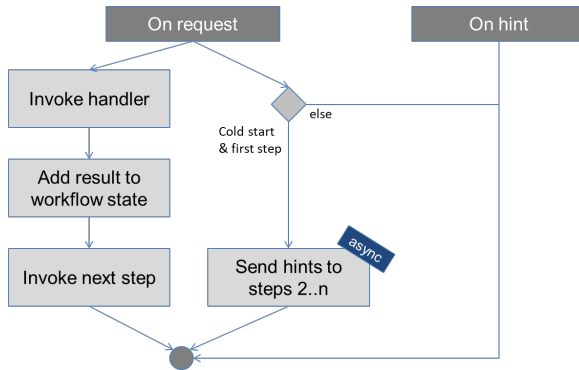 On request
On hint
Invoke handler
else
Cold start
& first step
Add result to
workflow state
async
Invoke next step
Send hints to
steps 2..n